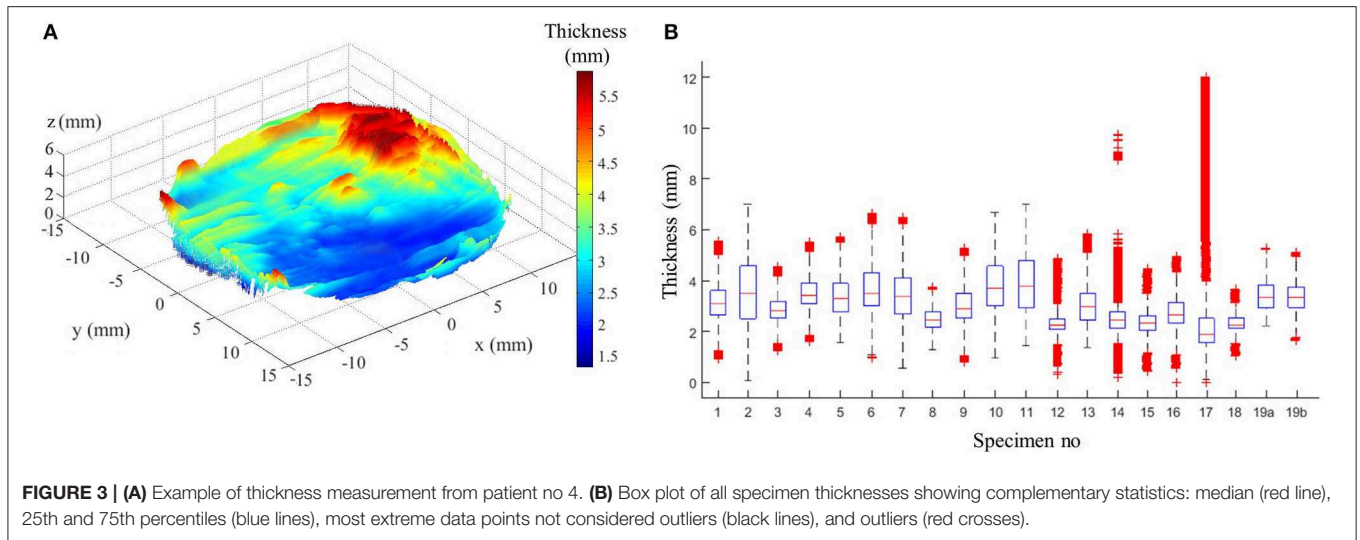 A
Thickness
(mm)
z (mm)
6
4
2
0
-15
-10
-5
0
5
10
15
y (mm)
-15
-10
-5
0
5
10
x (mm)
5.5
5
4.5
4
3.5
3
2.5
2
1.5
B
Thickness (mm)
12
10
8
6
4
2
0
1 2 3 4 5 6 7 8 9 10 11 12 13 14 15 16 17 18 19a 19b
Specimen no
FIGURE 3 | (A) Example of thickness measurement from patient no 4. (B) Box plot of all specimen thicknesses showing complementary statistics: median (red line),
25th and 75th percentiles (blue lines), most extreme data points not considered outliers (black lines), and outliers (red crosses).